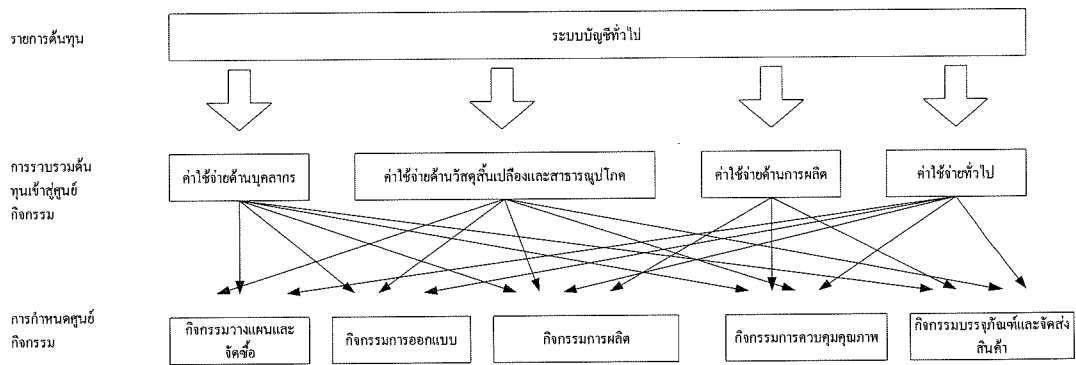 รายการต้นทุน
ระบบบัญชีทั่วไป
การรวบรวมต้น
ทุนเข้าสู่ศูนย์
กิจกรรม
ค่าใช้จ่ายด้านบุคลากร
ค่าใช้จ่ายด้านวัสดุสิ้นเปลืองและสาธารณูปโภค
ค่าใช้จ่ายด้านการผลิต
ค่าใช้จ่ายทั่วไป
การกำหนดศูนย์
กิจกรรม
กิจกรรมวางแผนและ
จัดซื้อ
กิจกรรมการออกแบบ
กิจกรรมการผลิต
กิจกรรมการควบคุมคุณภาพ
กิจกรรมบรรจุภัณฑ์และจัดส่ง
สินค้า